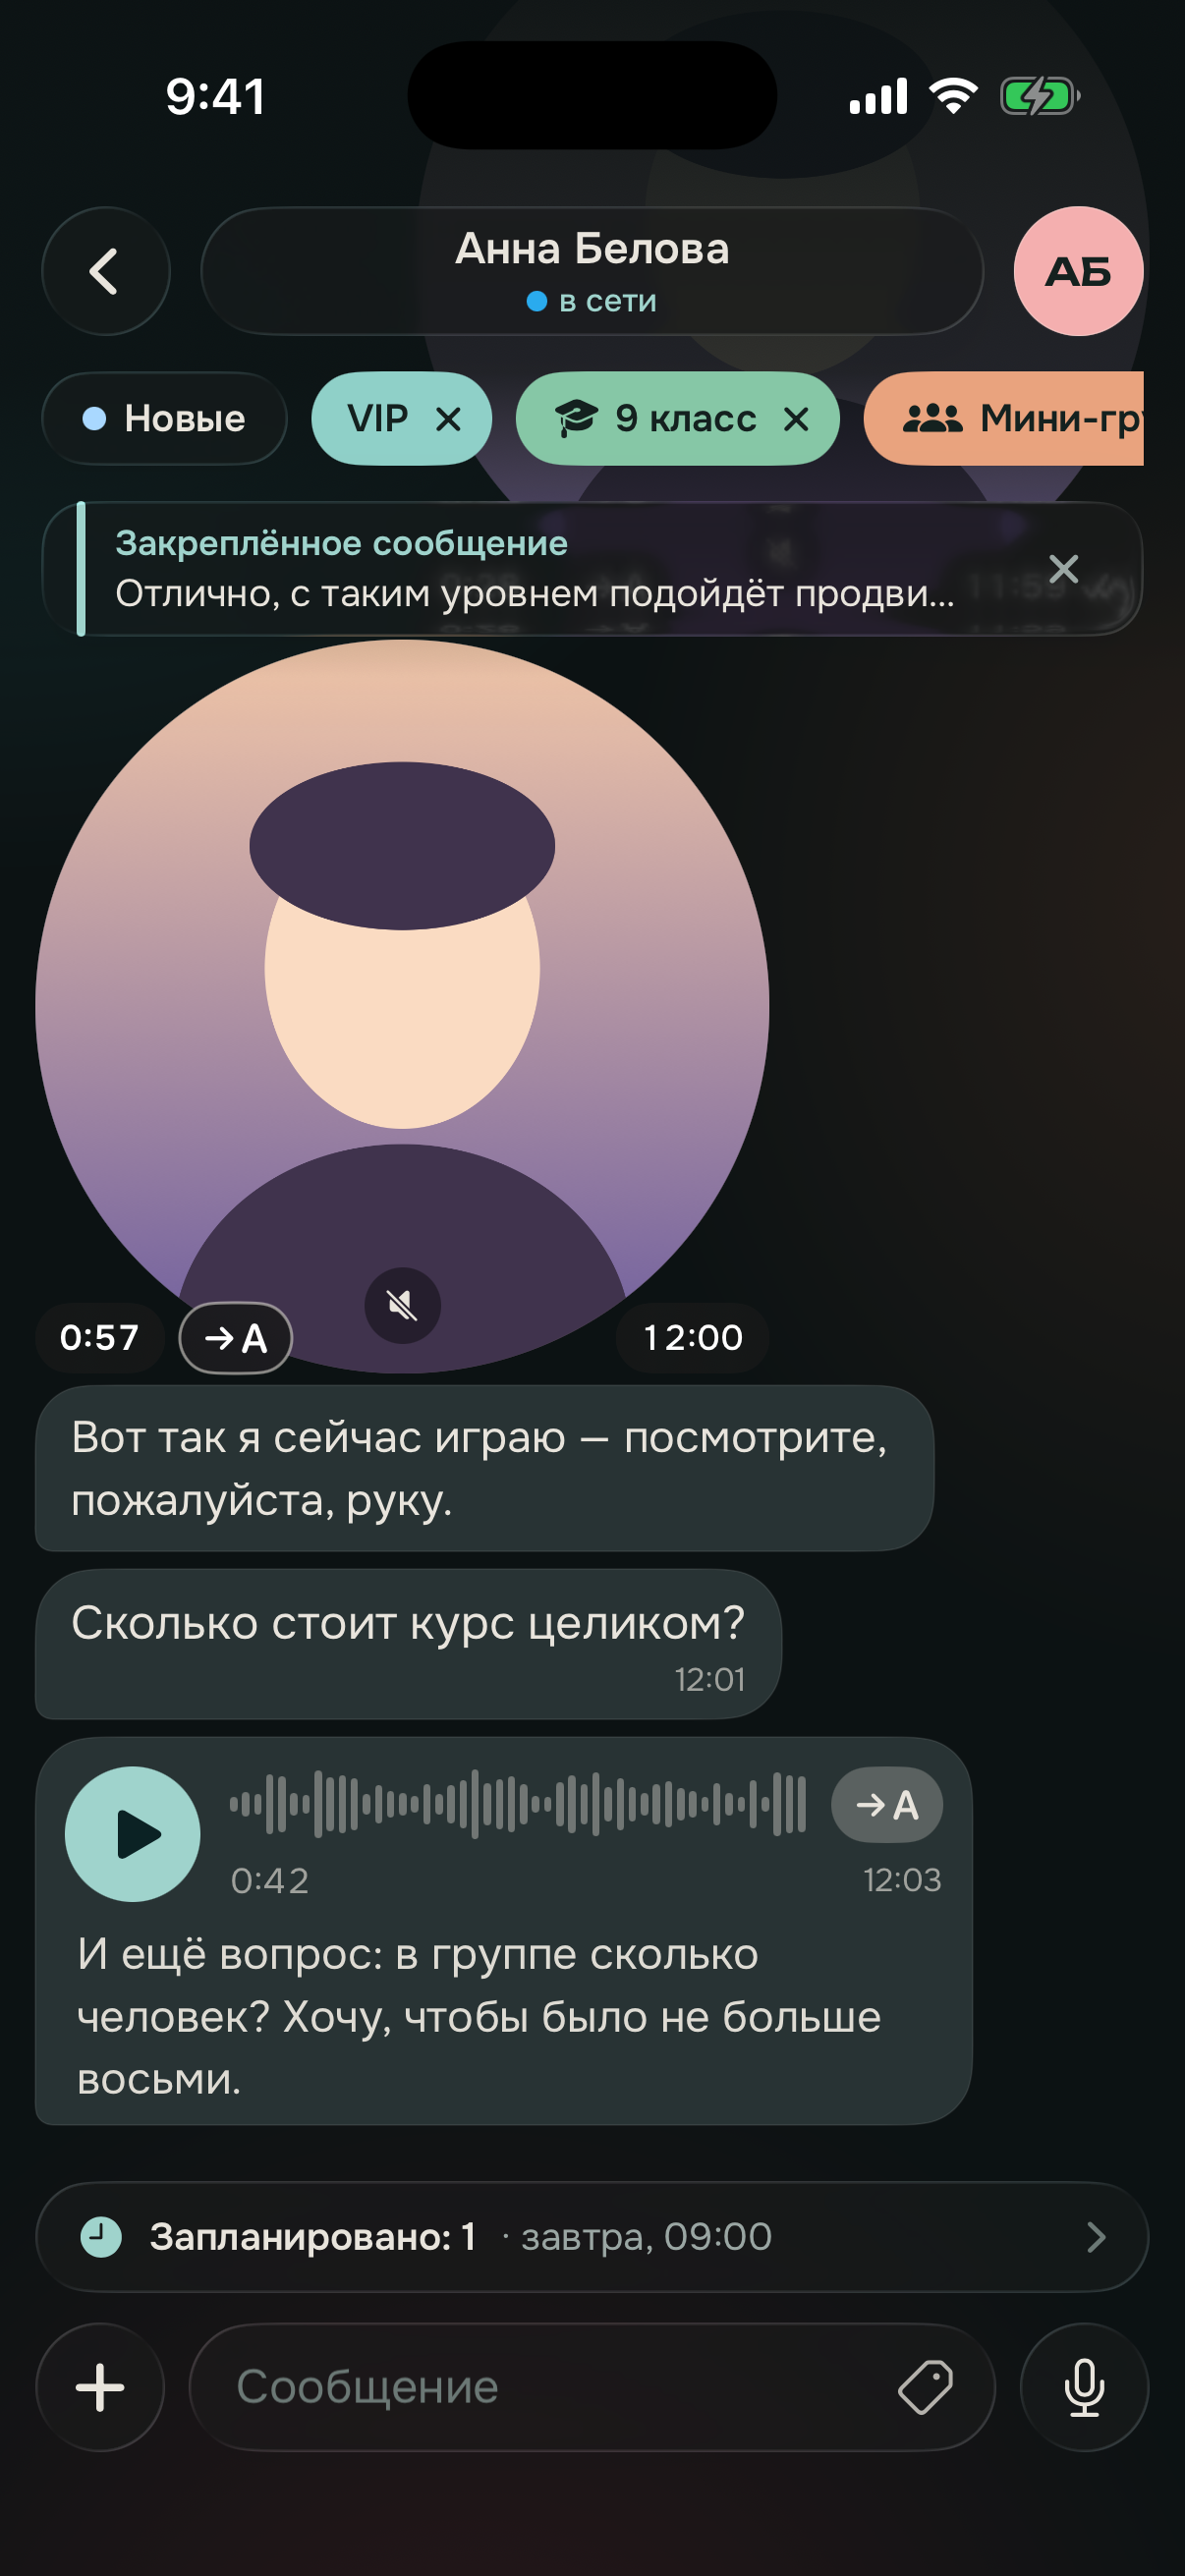 9:41
Анна Белова
в сети
АБ
Новые
VIP
9 класс
Мини-гр
Закреплённое сообщение
Отлично, с таким уровнем подойдёт продви...
0:57
→A
12:00
Вот так я сейчас играю — посмотрите,
пожалуйста, руку.
Сколько стоит курс целиком?
12:01
→A
0:42
12:03
И ещё вопрос: в группе сколько
человек? Хочу, чтобы было не больше
восьми.
Запланировано: 1 · завтра, 09:00
Сообщение